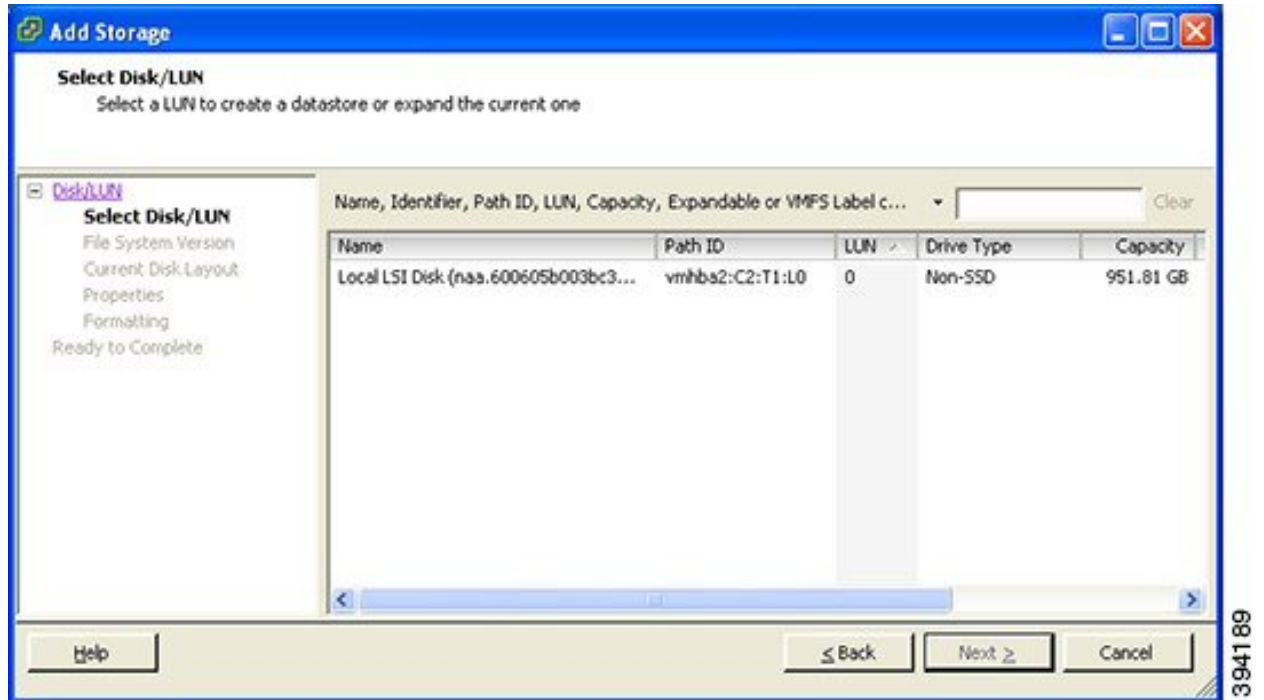 Add Storage
Select Disk/LUN
Select a LUN to create a datastore or expand the current one
Disk/LUN
Select Disk/LUN
File System Version
Current Disk Layout
Properties
Formatting
Ready to Complete
Name, Identifier, Path ID, LUN, Capacity, Expandable or VMFS Label c... Clear
Name Path ID LUN Drive Type Capacity
Local LSI Disk (naa.600605b003bc3... vmhba2:C2:T1:L0 0 Non-SSD 951.81 GB
Help ≤ Back Next ≥ Cancel
394189